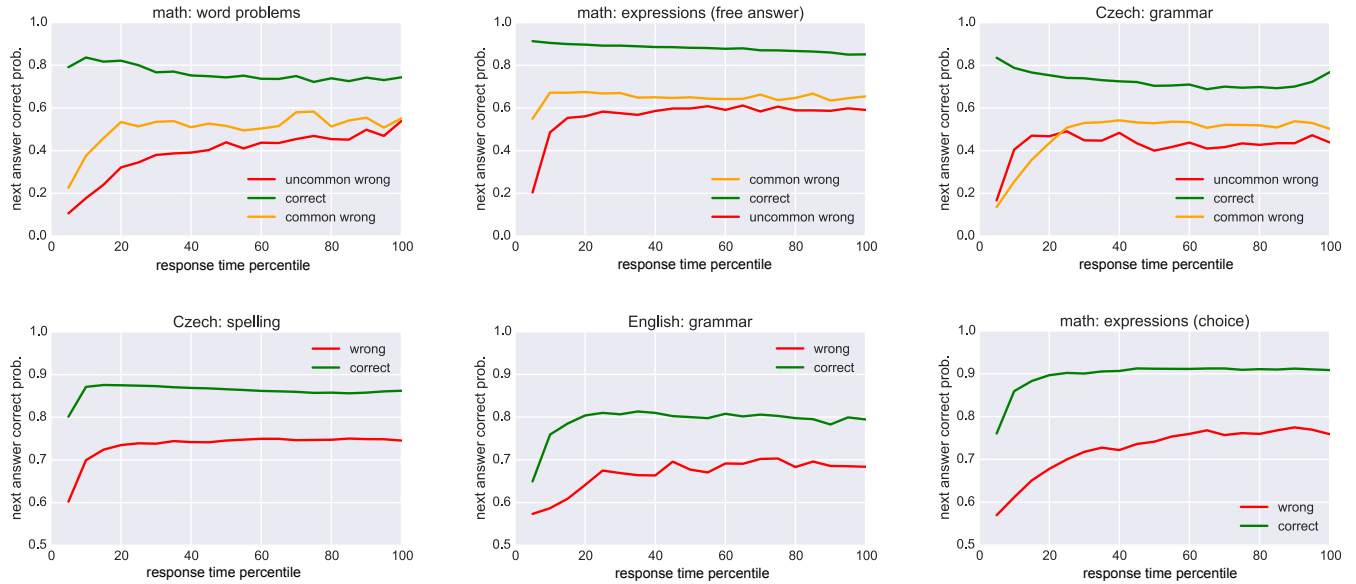 math: word problems
next answer correct prob.
1.0
0.8
0.6
0.4
0.2
0.0
uncommon wrong
correct
common wrong
0 20 40 60 80 100
response time percentile
math: expressions (free answer)
next answer correct prob.
1.0
0.8
0.6
0.4
0.2
0.0
common wrong
correct
uncommon wrong
0 20 40 60 80 100
response time percentile
Czech: grammar
next answer correct prob.
1.0
0.8
0.6
0.4
0.2
0.0
uncommon wrong
correct
common wrong
0 20 40 60 80 100
response time percentile
Czech: spelling
next answer correct prob.
1.0
0.9
0.8
0.7
0.6
0.5
wrong
correct
0 20 40 60 80 100
response time percentile
English: grammar
next answer correct prob.
1.0
0.9
0.8
0.7
0.6
0.5
wrong
correct
0 20 40 60 80 100
response time percentile
math: expressions (choice)
next answer correct prob.
1.0
0.9
0.8
0.7
0.6
0.5
wrong
correct
0 20 40 60 80 100
response time percentile